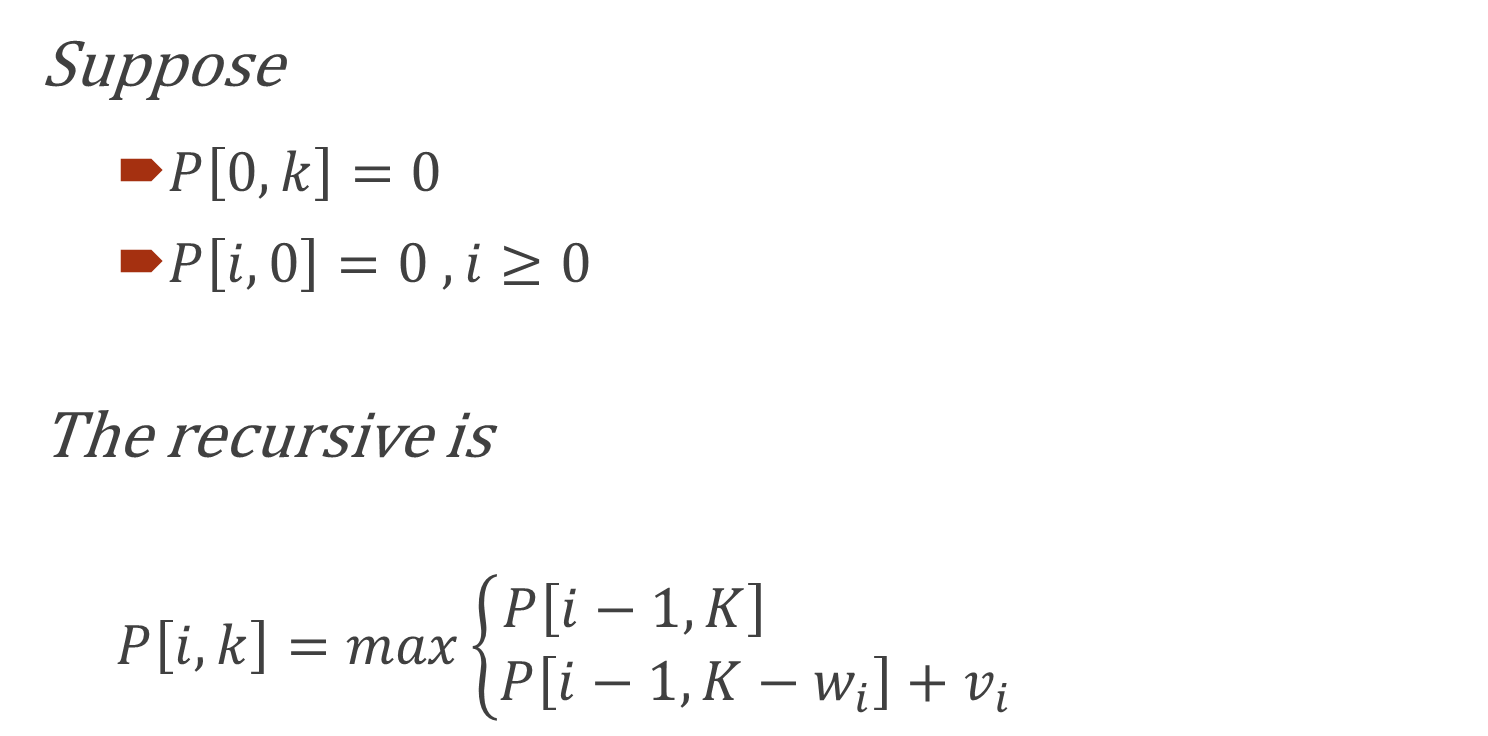 Suppose
P[0, k] = 0
P[i, 0] = 0 , i ≥ 0
The recursive is
P[i, k] = max { P[i − 1, K]
P[i − 1, K − wᵢ] + vᵢ